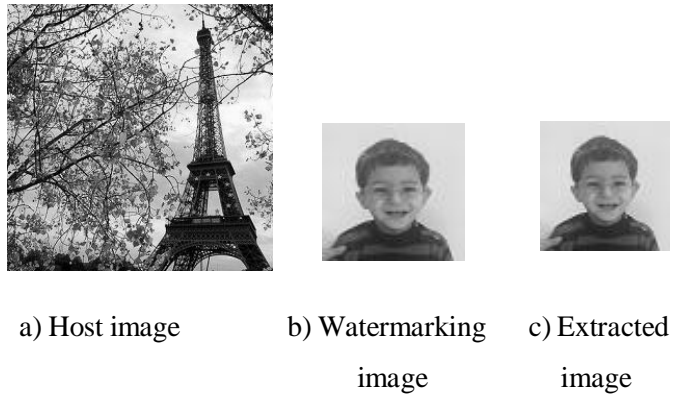 a) Host image
b) Watermarking
image
c) Extracted
image